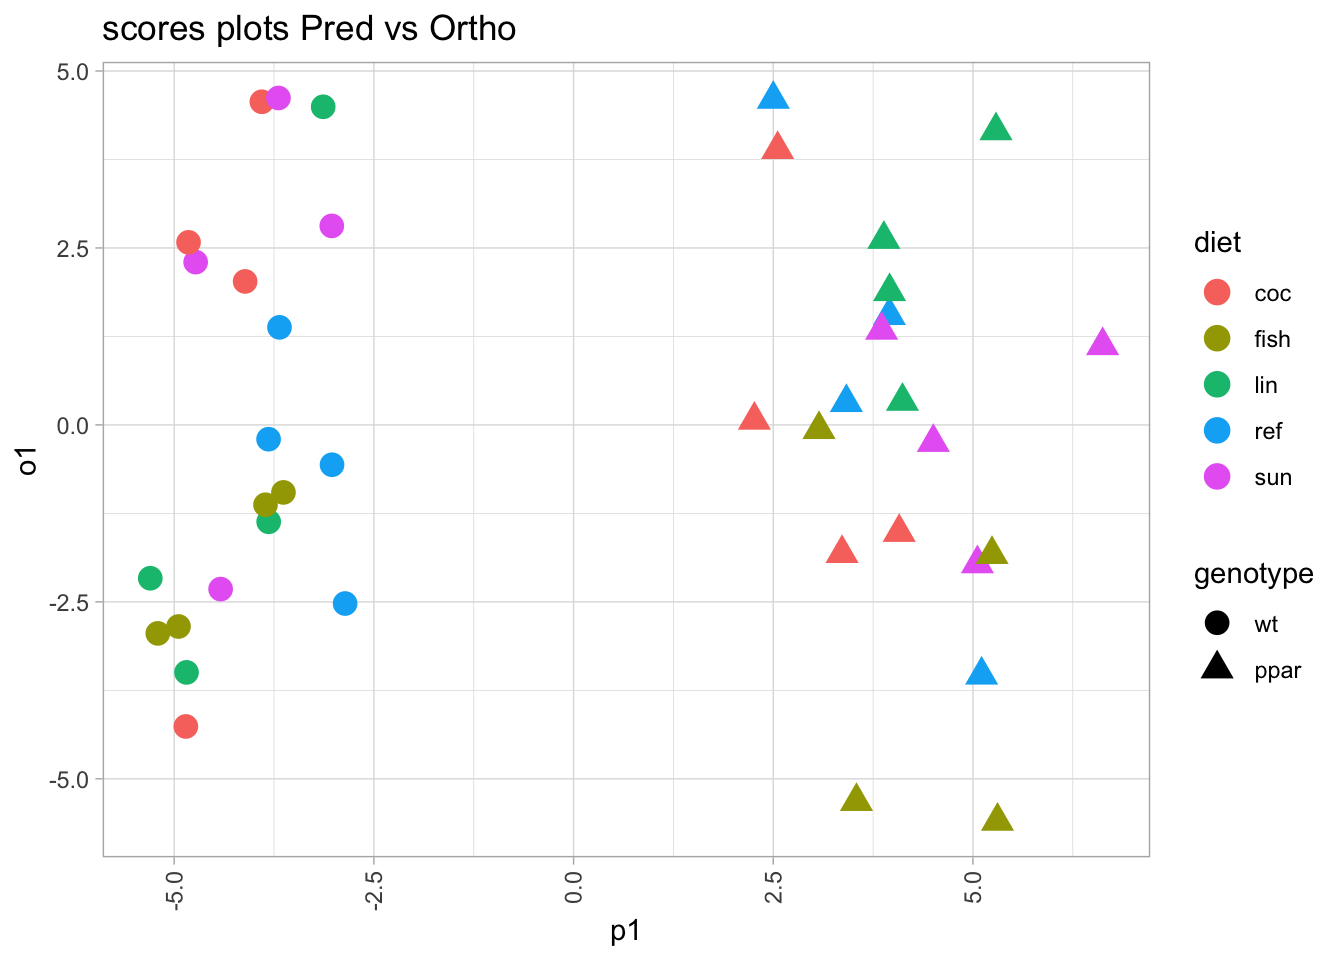 scores plots Pred vs Ortho
5.0
2.5
0.0
-2.5
-5.0
o1
-5.0
-2.5
0.0
2.5
5.0
p1
diet
coc
fish
lin
ref
sun
genotype
wt
ppar